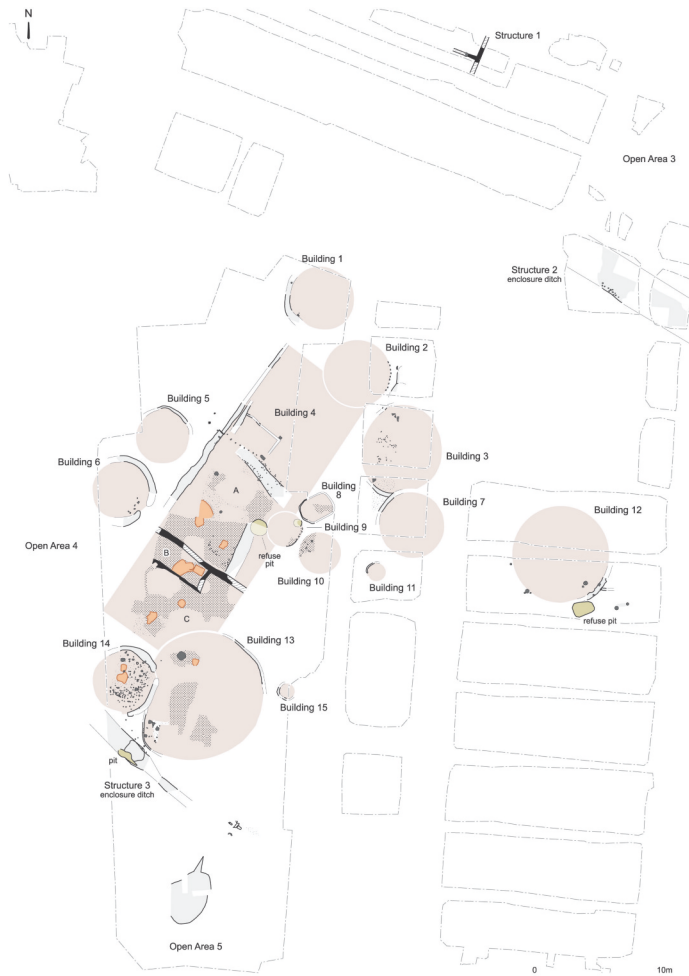 N
Structure 1
Open Area 3
Structure 2
enclosure ditch
Building 1
Building 2
Building 5
Building 4
Building 3
Building 6
A
Building
8
Building 7
Building 12
Building 9
Open Area 4
refuse
pit
B
Building 10
Building 11
C
refuse pit
Building 14
Building 13
Building 15
pit
Structure 3
enclosure ditch
Open Area 5
0
10m